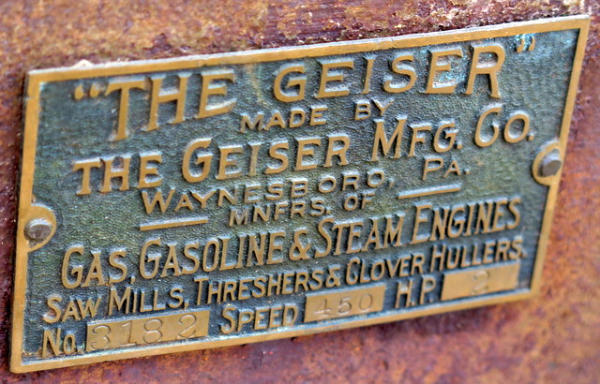 "THE GEISER"
MADE BY
THE GEISER MFG. CO.
WAYNESBORO, PA.
MNFRS. OF
GAS, GASOLINE & STEAM ENGINES
SAW MILLS, THRESHERS & CLOVER HULLERS.
No. 3182 SPEED 450 H.P. 2